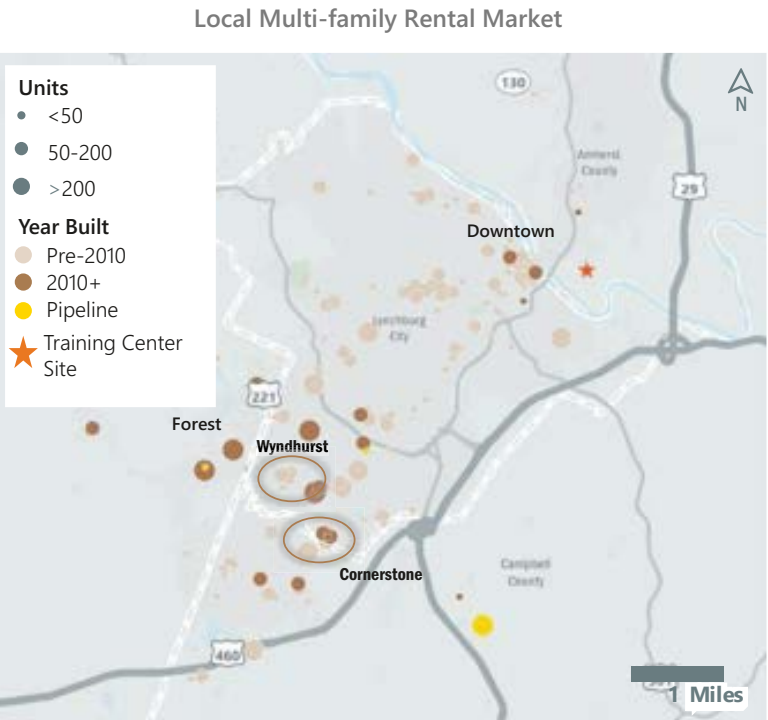 Local Multi-family Rental Market
Units
<50
50-200
>200
Year Built
Pre-2010
2010+
Pipeline
Training Center
Site
130
N
Amherst
County
29
Downtown
Lynchburg
City
221
Forest
Wyndhurst
Cornerstone
Campbell
County
460
1 Miles